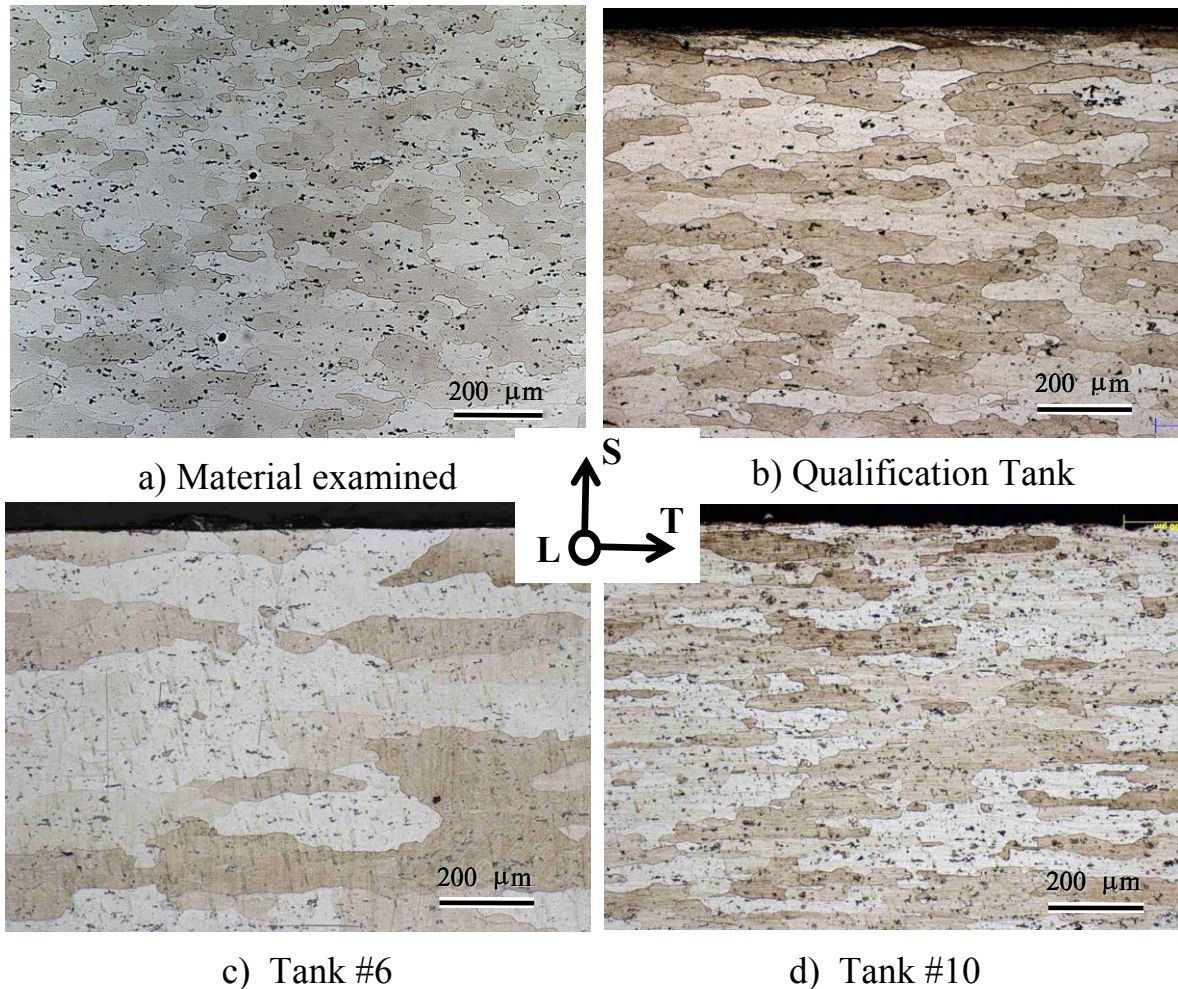 200 μm
200 μm
a) Material examined
b) Qualification Tank
S
T
L
200 μm
200 μm
c) Tank #6
d) Tank #10